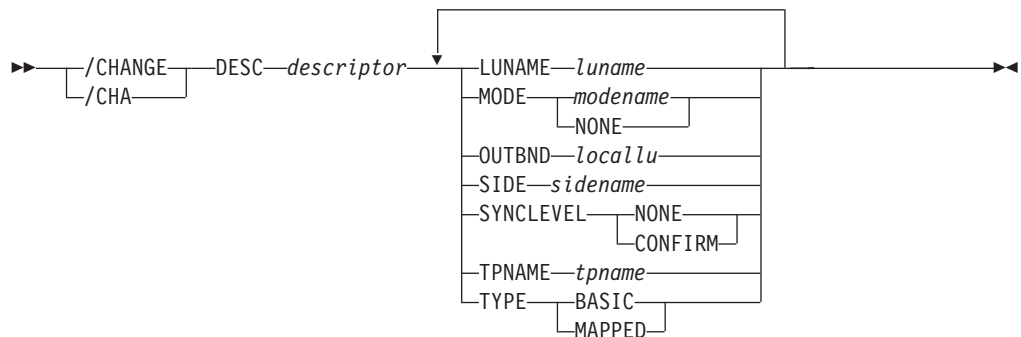 /CHANGE DESC descriptor LUNAME luname
/CHA MODE modename
NONE
OUTBND locallu
SIDE sidename
SYNCLEVEL NONE
CONFIRM
TPNAME tpname
TYPE BASIC
MAPPED